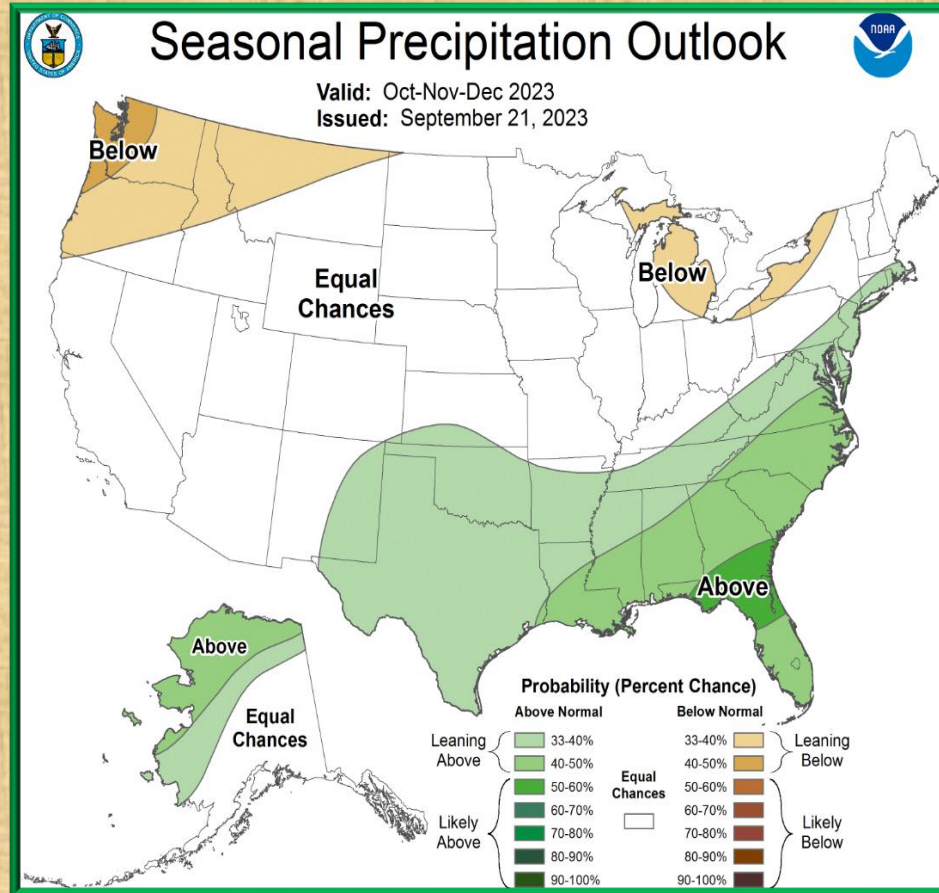 Seasonal Precipitation Outlook
NOAA
Valid: Oct-Nov-Dec 2023
Issued: September 21, 2023
Below
Equal
Chances
Below
Above
Above
Equal
Chances
Probability (Percent Chance)
Above Normal
Below Normal
Leaning
Above
33-40%
40-50%
Likely
Above
50-60%
60-70%
70-80%
80-90%
90-100%
Equal
Chances
33-40%
40-50%
Leaning
Below
50-60%
60-70%
70-80%
80-90%
90-100%
Likely
Below